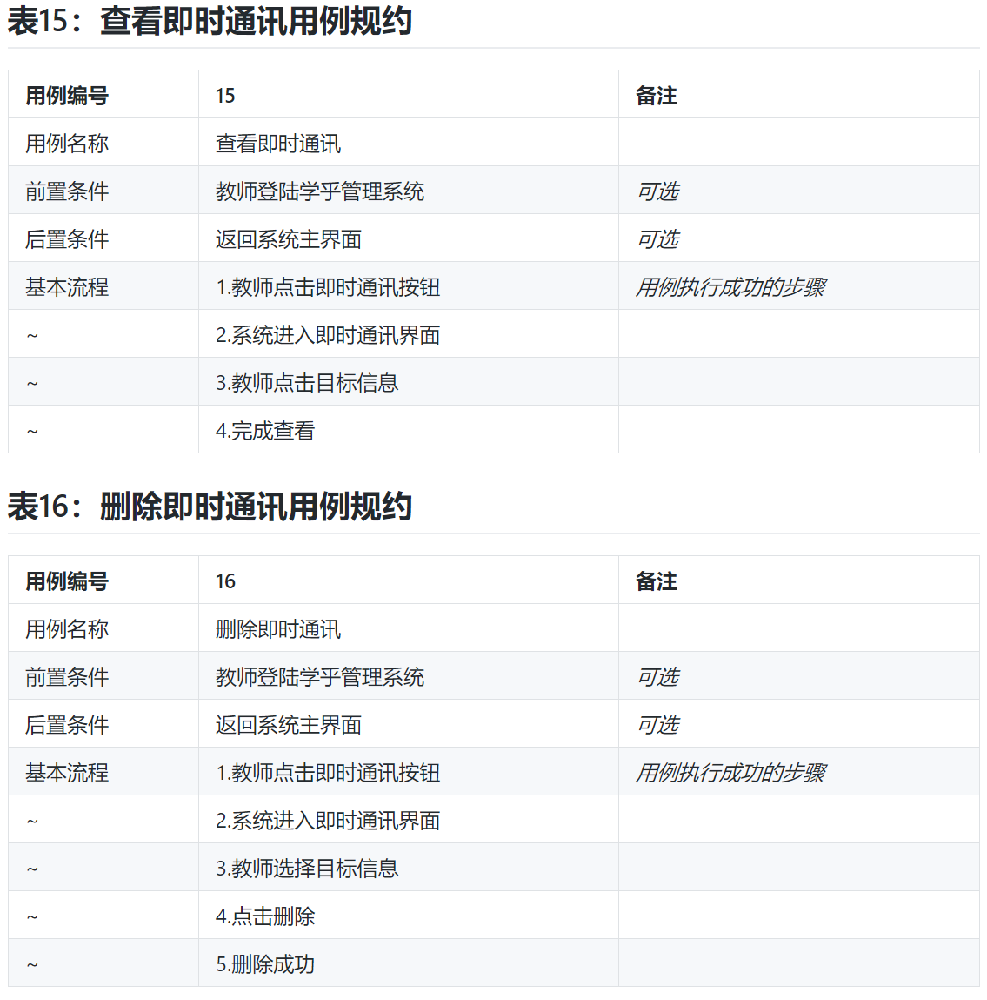 表15：查看即时通讯用例规约
用例编号 15 备注
用例名称 查看即时通讯
前置条件 教师登陆学乎管理系统 可选
后置条件 返回系统主界面 可选
基本流程 1.教师点击即时通讯按钮 用例执行成功的步骤
~ 2.系统进入即时通讯界面
~ 3.教师点击目标信息
~ 4.完成查看
表16：删除即时通讯用例规约
用例编号 16 备注
用例名称 删除即时通讯
前置条件 教师登陆学乎管理系统 可选
后置条件 返回系统主界面 可选
基本流程 1.教师点击即时通讯按钮 用例执行成功的步骤
~ 2.系统进入即时通讯界面
~ 3.教师选择目标信息
~ 4.点击删除
~ 5.删除成功